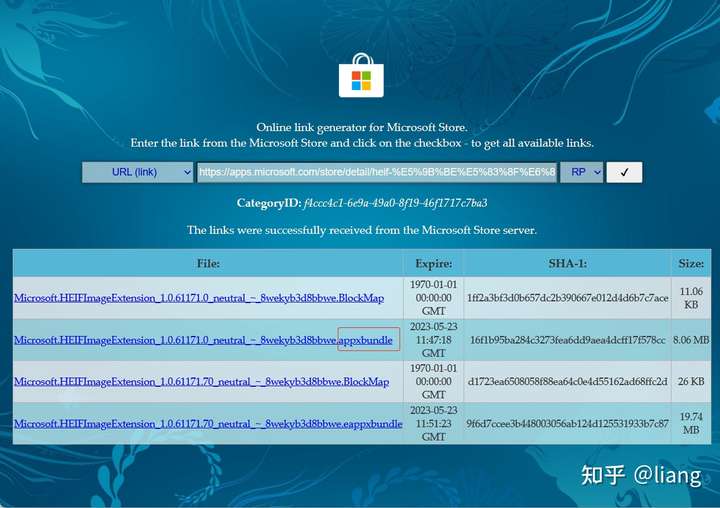 Online link generator for Microsoft Store.
Enter the link from the Microsoft Store and click on the checkbox - to get all available links.
URL (link) https://apps.microsoft.com/store/detail/heif-%E5%9B%BE%E5%83%8F%E6%8 RP ✓
CategoryID: f4ccc4c1-6e9a-49a0-8f19-46f1717c7ba3
The links were successfully received from the Microsoft Store server.
File: Expire: SHA-1: Size:
Microsoft.HEIFImageExtension_1.0.61171.0_neutral_~_8wekyb3d8bbwe.BlockMap 1970-01-01 00:00:00 GMT 1ff2a3bf3d0b657dc2b390667e012d4d6b7c7ace 11.06 KB
Microsoft.HEIFImageExtension_1.0.61171.0_neutral_~_8wekyb3d8bbwe.appxbundle 2023-05-23 11:47:18 GMT 16f1b95ba284c3273fea6dd9aea4dcff17f578cc 8.06 MB
Microsoft.HEIFImageExtension_1.0.61171.70_neutral_~_8wekyb3d8bbwe.BlockMap 1970-01-01 00:00:00 GMT d1723ea6508058f88ea64c0e4d55162ad68ffc2d 26 KB
Microsoft.HEIFImageExtension_1.0.61171.70_neutral_~_8wekyb3d8bbwe.eappxbundle 2023-05-23 11:51:23 GMT 9f6d7ccee3b448003056ab124d125531933b7c87 19.74 MB
知乎 @liang